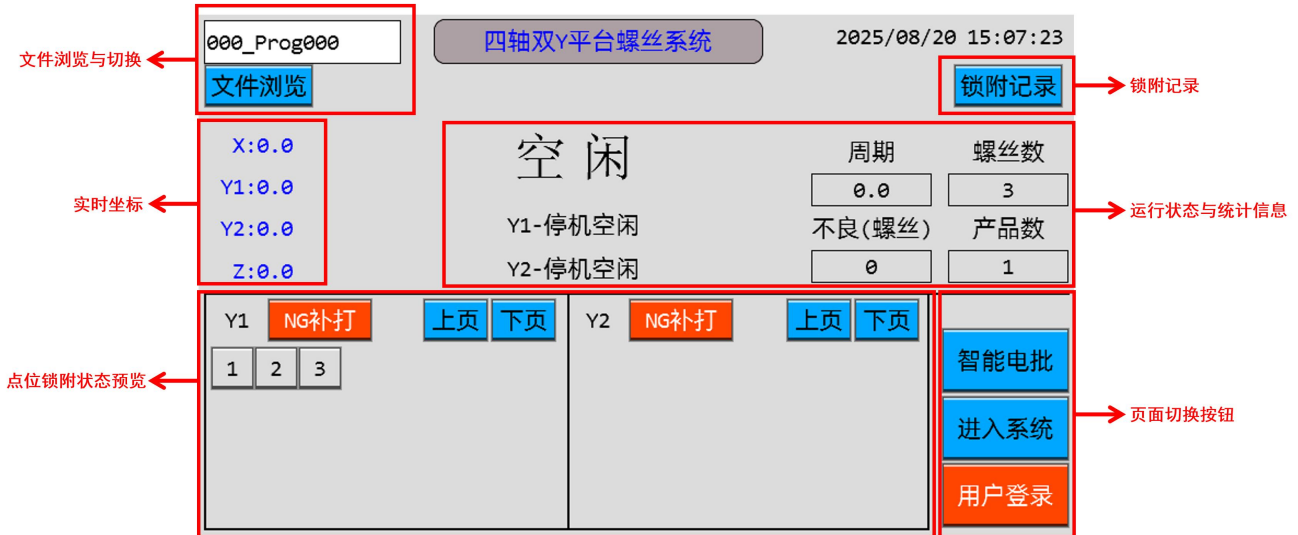 000_Prog000
四轴双Y平台螺丝系统
2025/08/20 15:07:23
文件浏览与切换
文件浏览
锁附记录
锁附记录
X:0.0
Y1:0.0
Y2:0.0
Z:0.0
实时坐标
空闲
Y1-停机空闲
Y2-停机空闲
周期
螺丝数
0.0
3
不良(螺丝)
产品数
0
1
运行状态与统计信息
Y1
NG补打
上页
下页
1
2
3
Y2
NG补打
上页
下页
点位锁附状态预览
智能电批
进入系统
用户登录
页面切换按钮